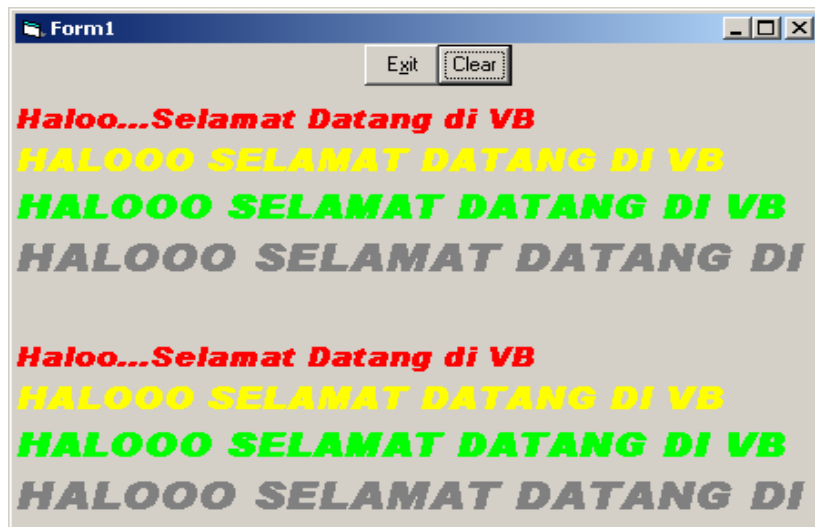 Form1
Exit Clear
Haloo...Selamat Datang di VB
HALOOO SELAMAT DATANG DI VB
HALOOO SELAMAT DATANG DI VB
HALOOO SELAMAT DATANG DI
Haloo...Selamat Datang di VB
HALOOO SELAMAT DATANG DI VB
HALOOO SELAMAT DATANG DI VB
HALOOO SELAMAT DATANG DI